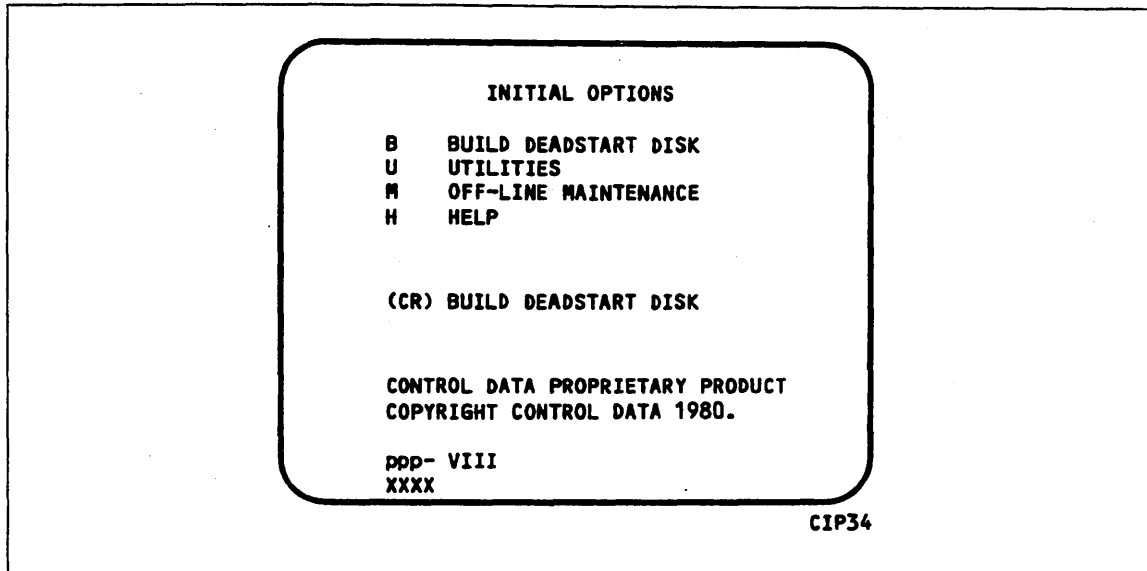 INITIAL OPTIONS
B BUILD DEADSTART DISK
U UTILITIES
M OFF-LINE MAINTENANCE
H HELP
(CR) BUILD DEADSTART DISK
CONTROL DATA PROPRIETARY PRODUCT
COPYRIGHT CONTROL DATA 1980.
ppp- VIII
XXXX
CIP34